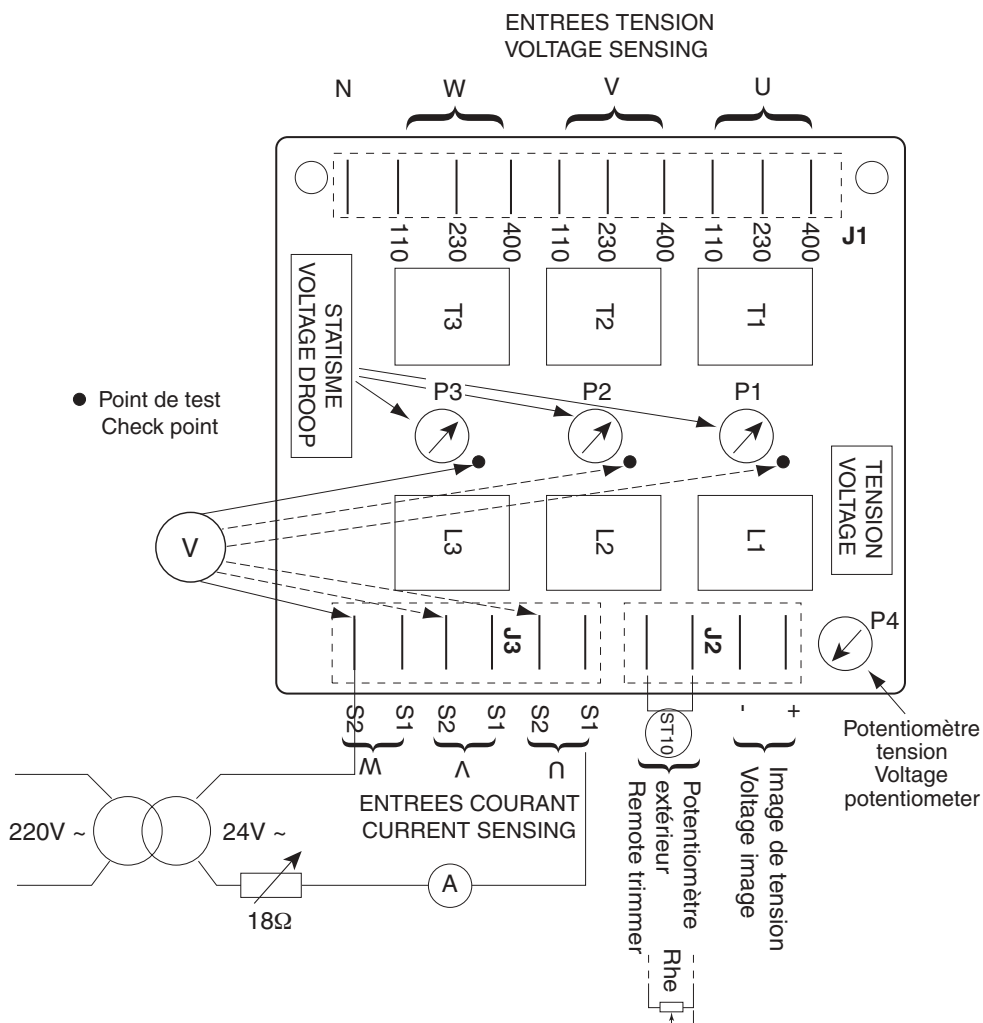 ENTREES TENSION
VOLTAGE SENSING
N W V U
110 230 400 110 230 400 110 230 400
J1
STATISME
VOLTAGE DROOP
T3 T2 T1
P3 P2 P1
● Point de test
Check point
TENSION
VOLTAGE
V
L3 L2 L1
J3 J2
P4
S2 S1 S2 S1 S2 S1
W V U
ENTREES COURANT
CURRENT SENSING
ST10
- +
Potentiomètre
extérieur
Remote trimmer
Image de tension
Voltage image
Potentiomètre
tension
Voltage
potentiometer
220V ~ 24V ~
18Ω
A
Rhe